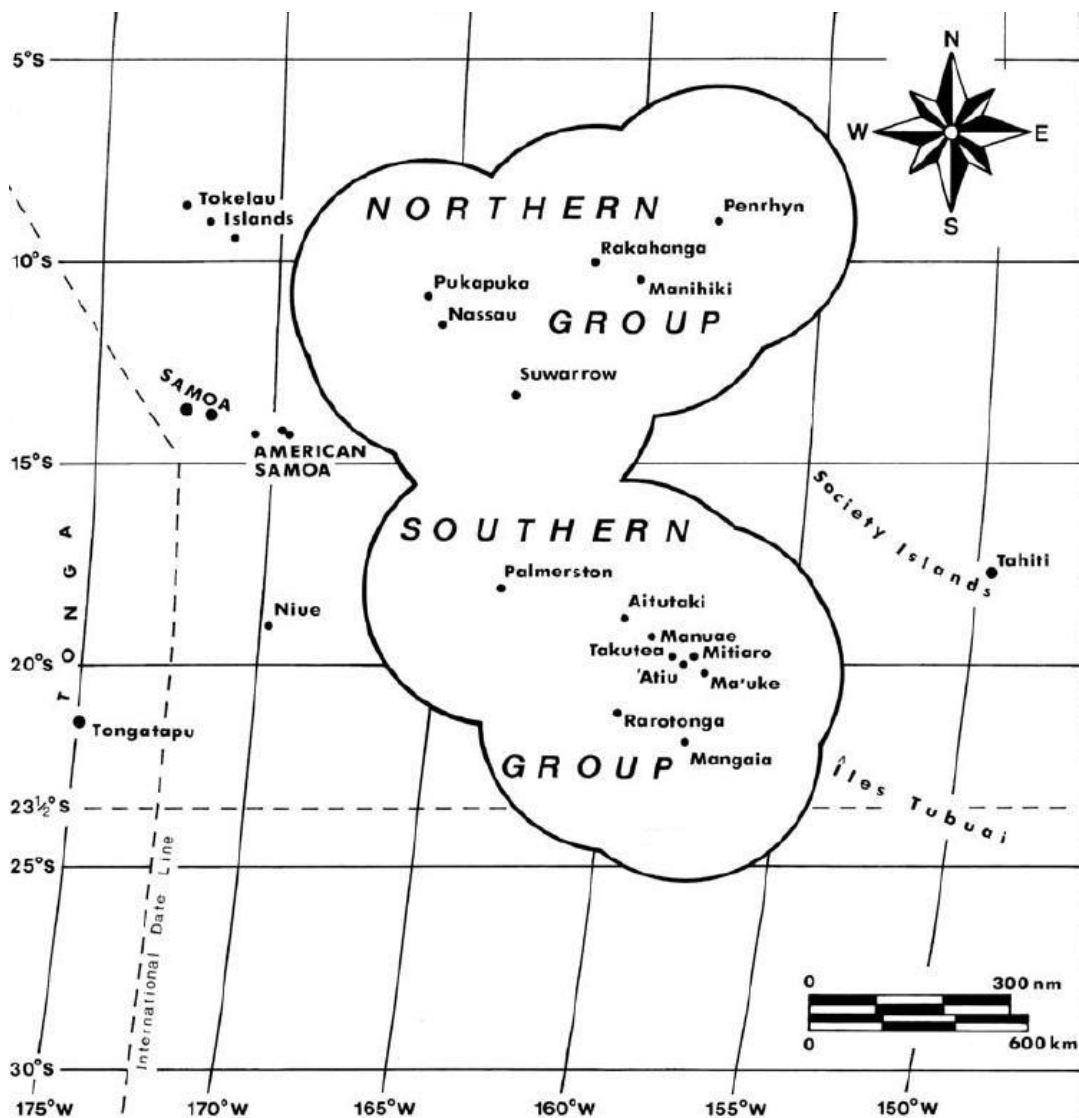 5°S
N
W
E
S
NORTHERN
Tokelau
Islands
Penrhyn
Rakahanga
10°S
Pukapuka
Manihiki
Nassau
GROUP
SAMOA
Suwarrow
AMERICAN
SAMOA
15°S
Society Islands
SOUTHERN
TONGA
Palmerston
Tahiti
Aitutaki
Niue
Manuae
Takutea
Mitiaro
20°S
'Atiu
Ma'uke
Rarotonga
Tongatapu
Mangaia
GROUP
Îles Tubuai
23½°S
25°S
International Date Line
0 300 nm
0 600 km
30°S
175°W
170°W
165°W
160°W
155°W
150°W